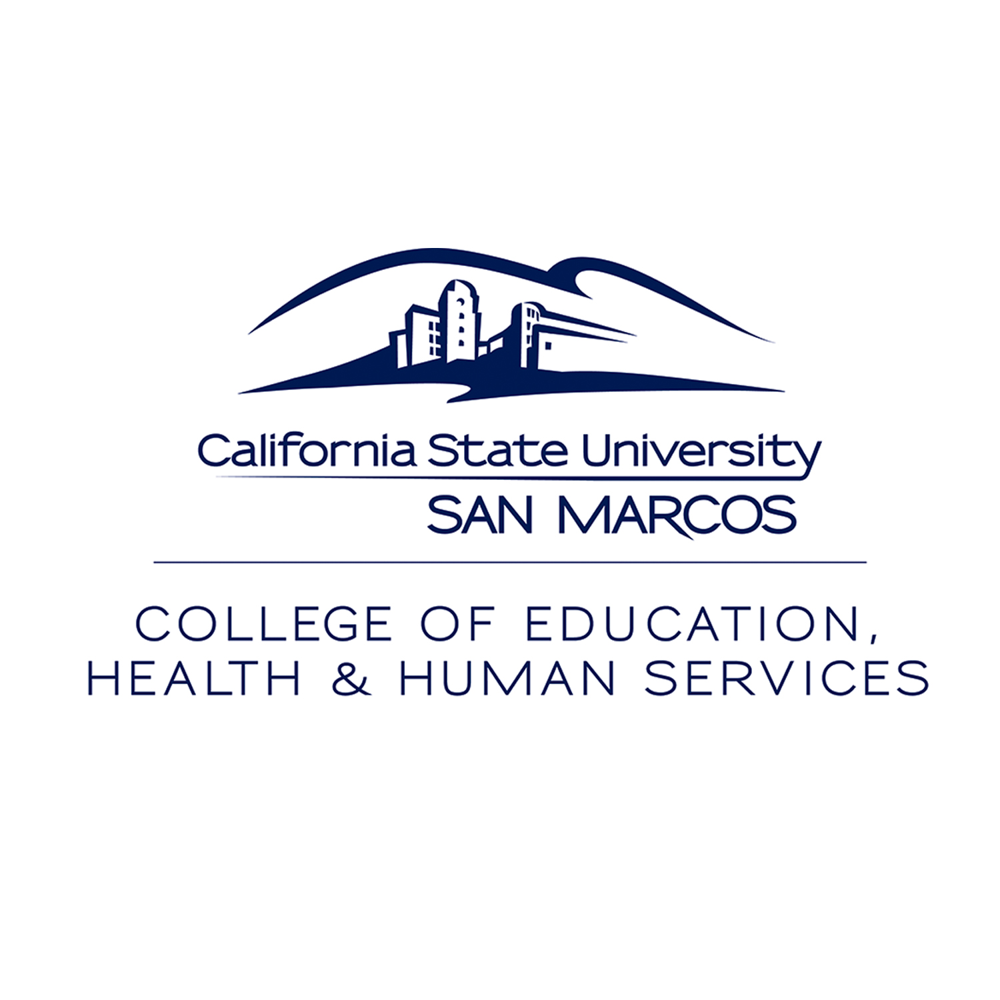 California State University
SAN MARCOS
COLLEGE OF EDUCATION,
HEALTH & HUMAN SERVICES